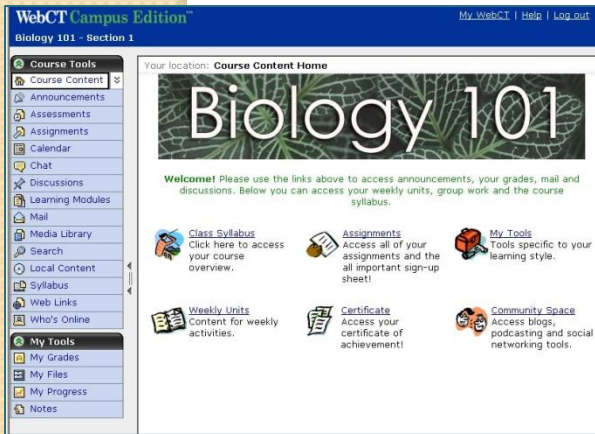 WebCT Campus Edition™
My WebCT | Help | Log out
Biology 101 - Section 1
Course Tools
Course Content
Announcements
Assessments
Assignments
Calendar
Chat
Discussions
Learning Modules
Mail
Media Library
Search
Local Content
Syllabus
Web Links
Who's Online
My Tools
My Grades
My Files
My Progress
Notes
Your location: Course Content Home
Biology 101
Welcome! Please use the links above to access announcements, your grades, mail and
discussions. Below you can access your weekly units, group work and the course
syllabus.
Class Syllabus
Click here to access
your course
overview.
Assignments
Access all of your
assignments and the
all important sign-up
sheet!
My Tools
Tools specific to your
learning style.
Weekly Units
Content for weekly
activities.
Certificate
Access your
certificate of
achievement!
Community Space
Access blogs,
podcasting and social
networking tools.